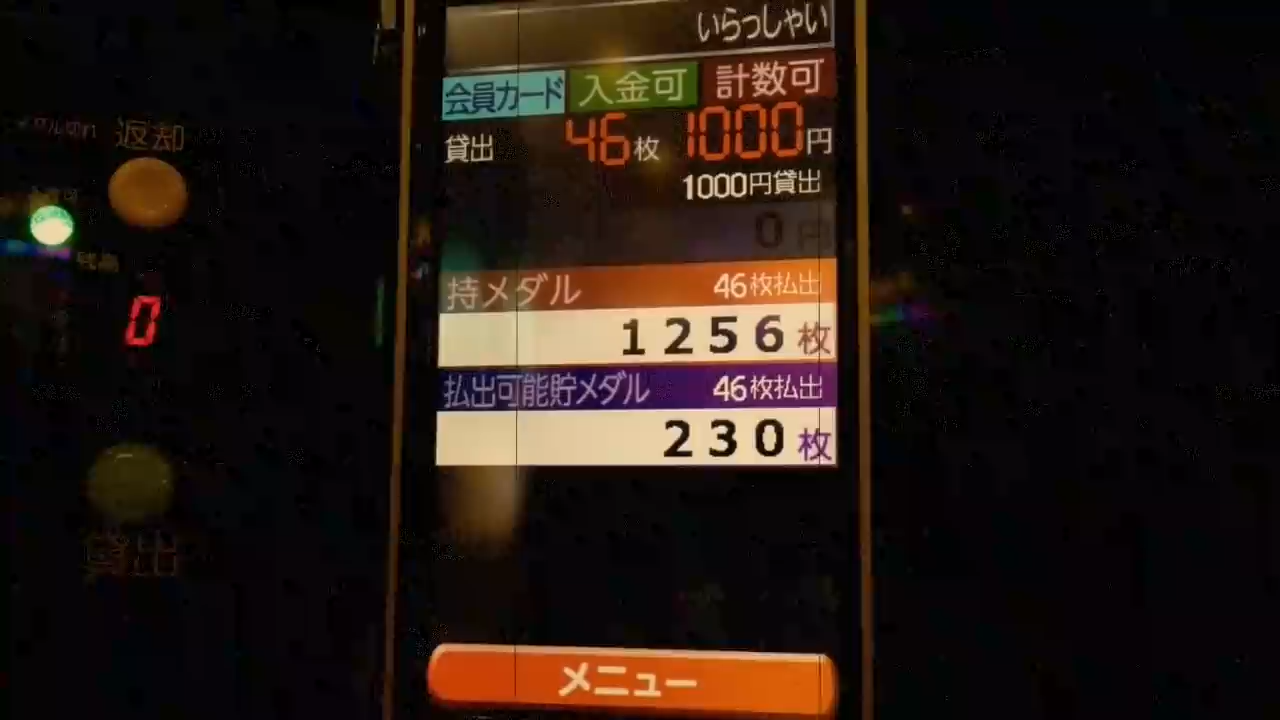 いらっしゃい
会員カード 入金可 計数可
貸出 46枚 1000円
1000円貸出
0円
持メダル 46枚払出
1256枚
払出可能貯メダル 46枚払出
230枚
メニュー
返却
残高
0
貸出